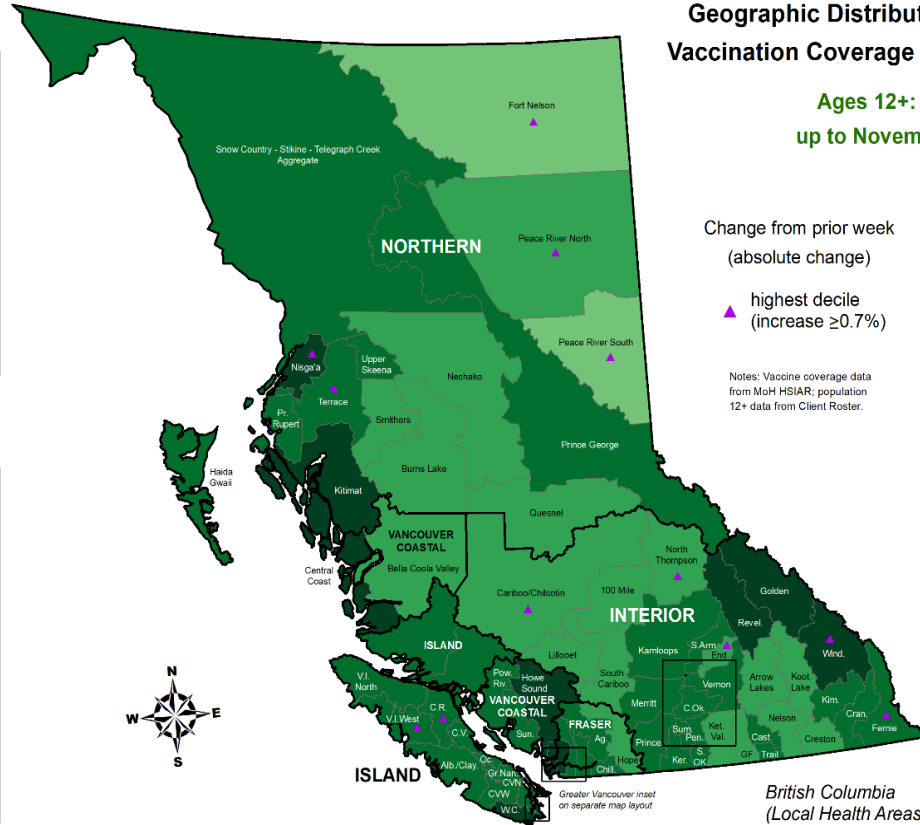 Geographic Distribut
Vaccination Coverage
Ages 12+:
up to Novem
Change from prior week
(absolute change)
highest decile
(increase ≥0.7%)
Notes: Vaccine coverage data
from MoH HSIAR; population
12+ data from Client Roster.
Fort Nelson
Snow Country - Stikine - Telegraph Creek
Aggregate
NORTHERN
Peace River North
Peace River South
Nisga'a
Upper
Skeena
Nechako
Terrace
Pr.
Rupert
Smithers
Prince George
Haida
Gwaii
Burns Lake
Kitimat
Quesnel
VANCOUVER
COASTAL
Bella Coola Valley
Central
Coast
North
Thompson
Cariboo/Chilcotin
100 Mile
Golden
INTERIOR
Revel.
ISLAND
Kamloops
S.Arm
End
Wind.
Lillooet
V.I.
North
Pow.
Riv.
Howe
Sound
South
Cariboo
Vernon
Arrow
Lakes
Koot.
Lake
Kim.
VANCOUVER
COASTAL
Merritt
C.Ok
C.R.
V.I.West
Nelson
Cran.
Fernie
FRASER
Sum
Pen.
Ket.
Val.
C.V.
Sun.
Ag.
Prince
Cast.
Creston
Hope
S.
OK
GF
Trail
Ker.
Chill.
Alb./Clay.
Oc.
Gr.Nan.
CVN
CVW
W.C.
ISLAND
Greater Vancouver inset
on separate map layout
N
W
E
S
British Columbia
(Local Health Areas